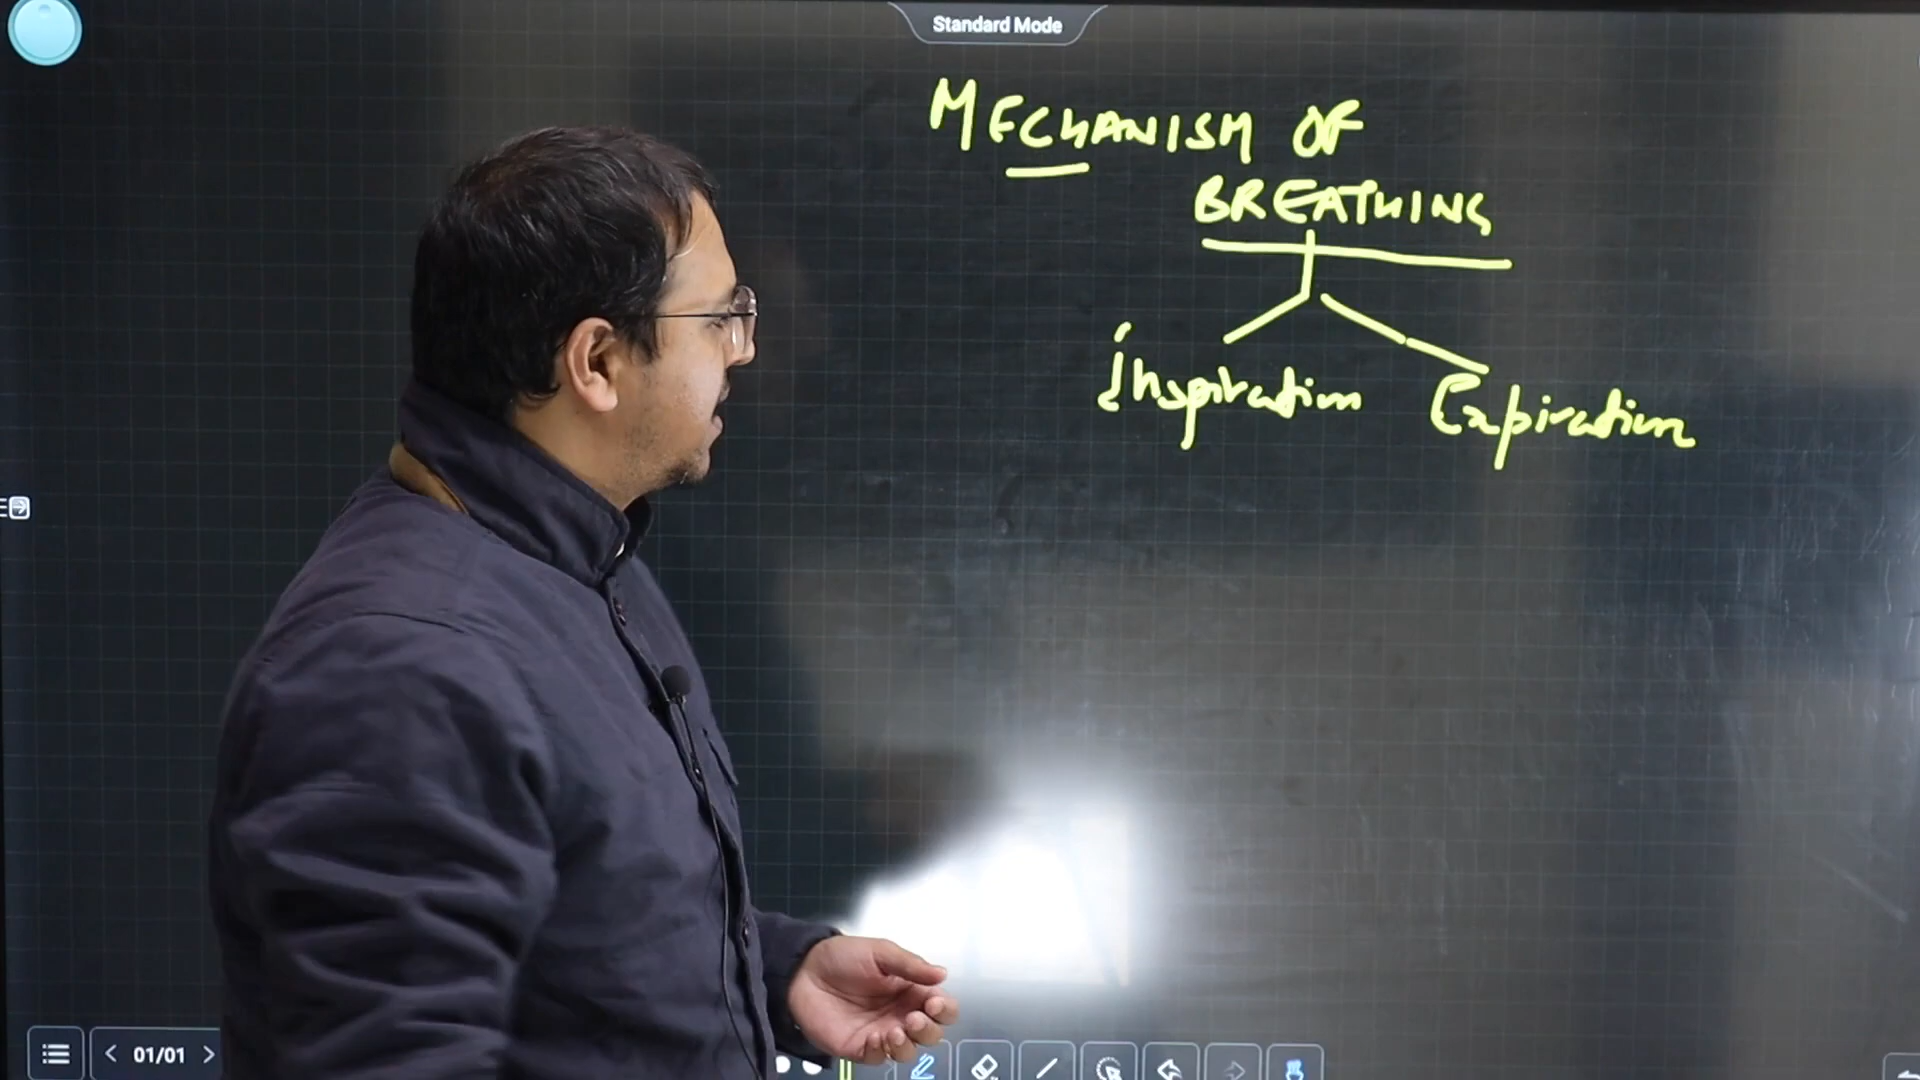 Standard Mode
MECHANISM OF
BREATHING
inspiration Expiration
01/01